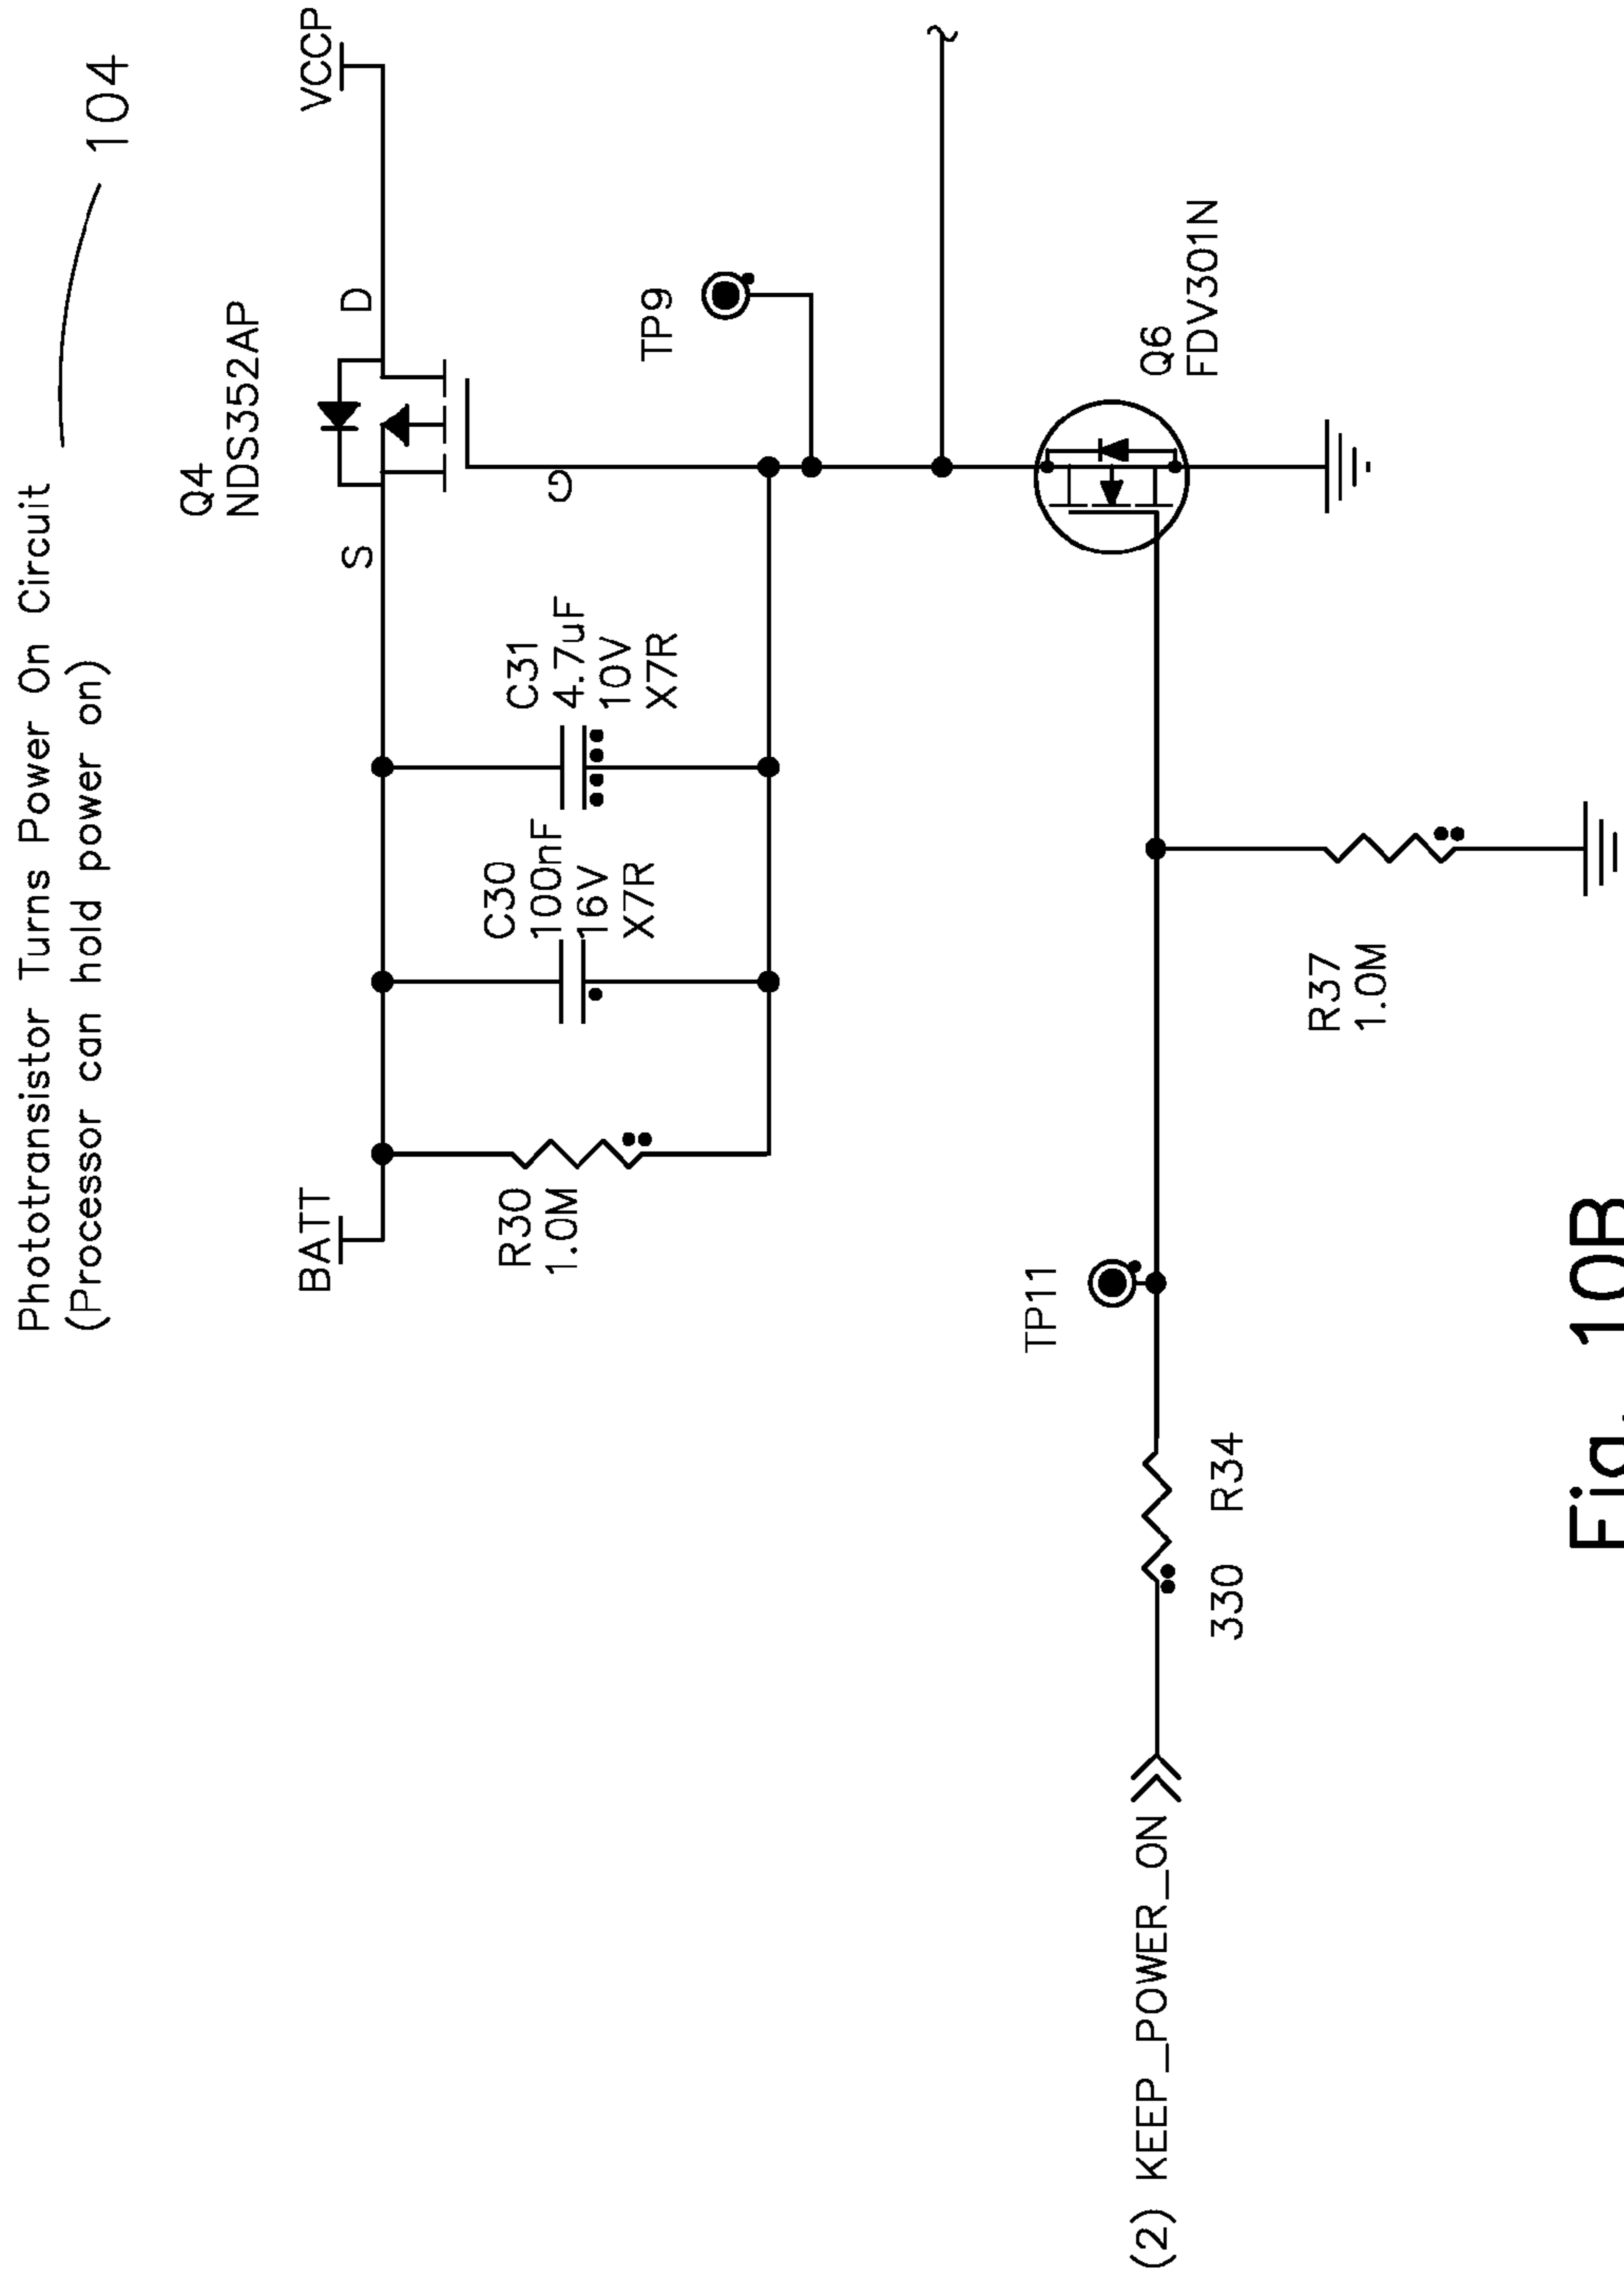 Phototransistor Turns Power On Circuit
(Processor can hold power on)
104
Q4
NDS352AP
BATT
S
D
VCCP
R30
1.0M
C30
100nF
16V
X7R
C31
4.7uF
10V
X7R
G
TP9
TP11
Q6
FDV301N
(2) KEEP_POWER_ON
330 R34
R37
1.0M
Fig. 10B